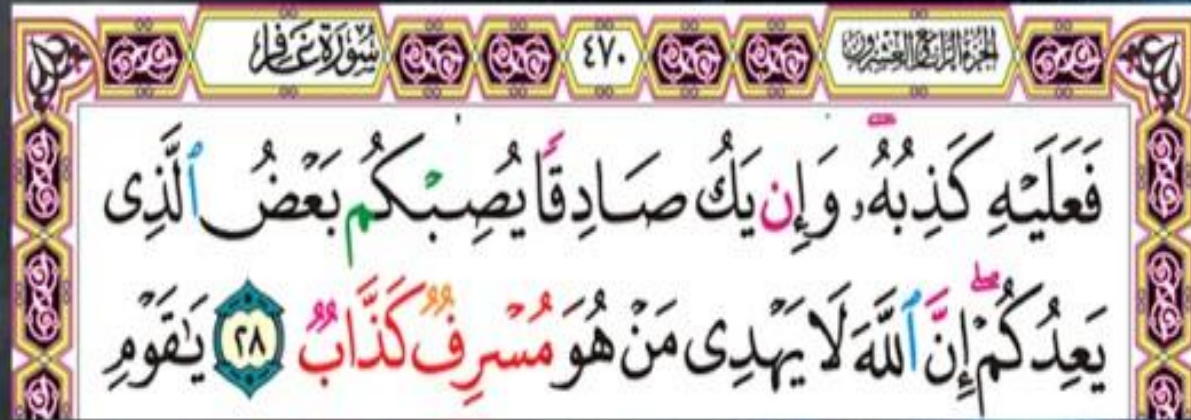 الجزء الرابع والعشرون ٤٧٠ سورة غافر
فَعَلَيْهِ كَذِبُهُۥ وَإِن يَكُ صَادِقًا يُصِبْكُم بَعْضُ ٱلَّذِى
يَعِدُكُمْۖ إِنَّ ٱللَّهَ لَا يَهْدِى مَنْ هُوَ مُسْرِفٌ كَذَّابٌ ٢٨ يَٰقَوْمِ